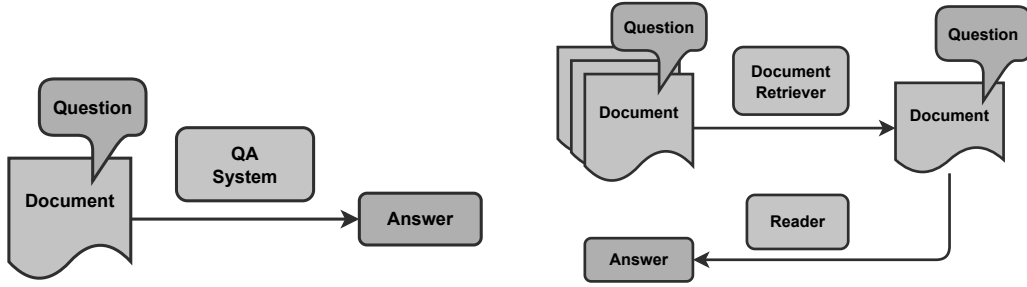 Question
Document
QA
System
Answer
Question
Document
Document
Retriever
Question
Document
Reader
Answer